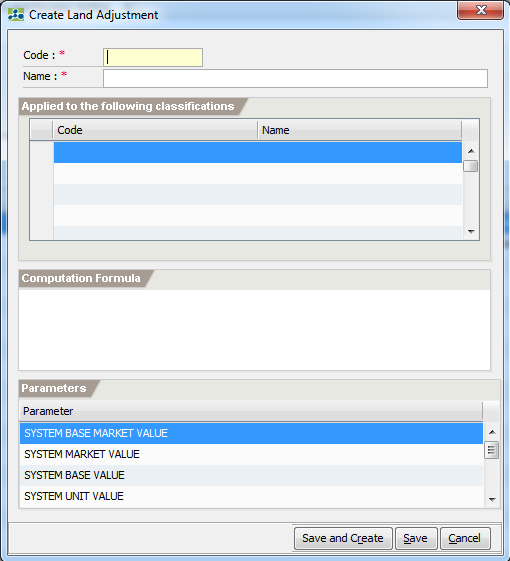 Create Land Adjustment
Code : *
Name : *
Applied to the following classifications
Code Name
Computation Formula
Parameters
Parameter
SYSTEM BASE MARKET VALUE
SYSTEM MARKET VALUE
SYSTEM BASE VALUE
SYSTEM UNIT VALUE
Save and Create Save Cancel